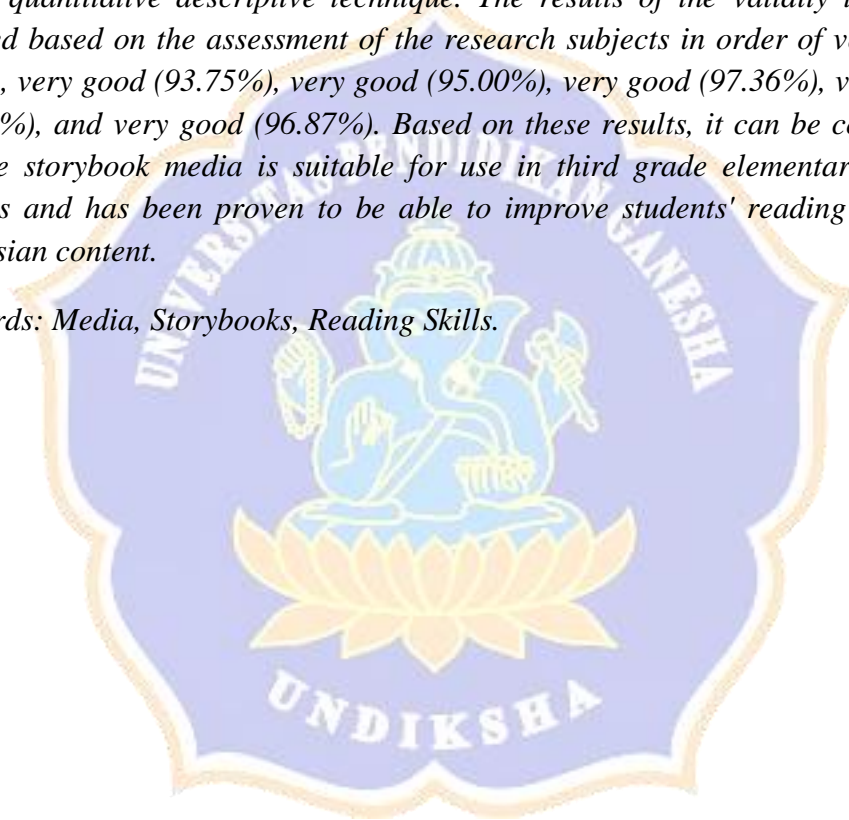 quantitative descriptive technique. The results of the validity
ed based on the assessment of the research subjects in order of
, very good (93.75%), very good (95.00%), very good (97.36%),
%), and very good (96.87%). Based on these results, it can be
e storybook media is suitable for use in third grade
s and has been proven to be able to improve students' reading
sian content.
rds: Media, Storybooks, Reading Skills.
UNIVERSITAS PENDIDIKAN GANESHA
UNDIKSHA